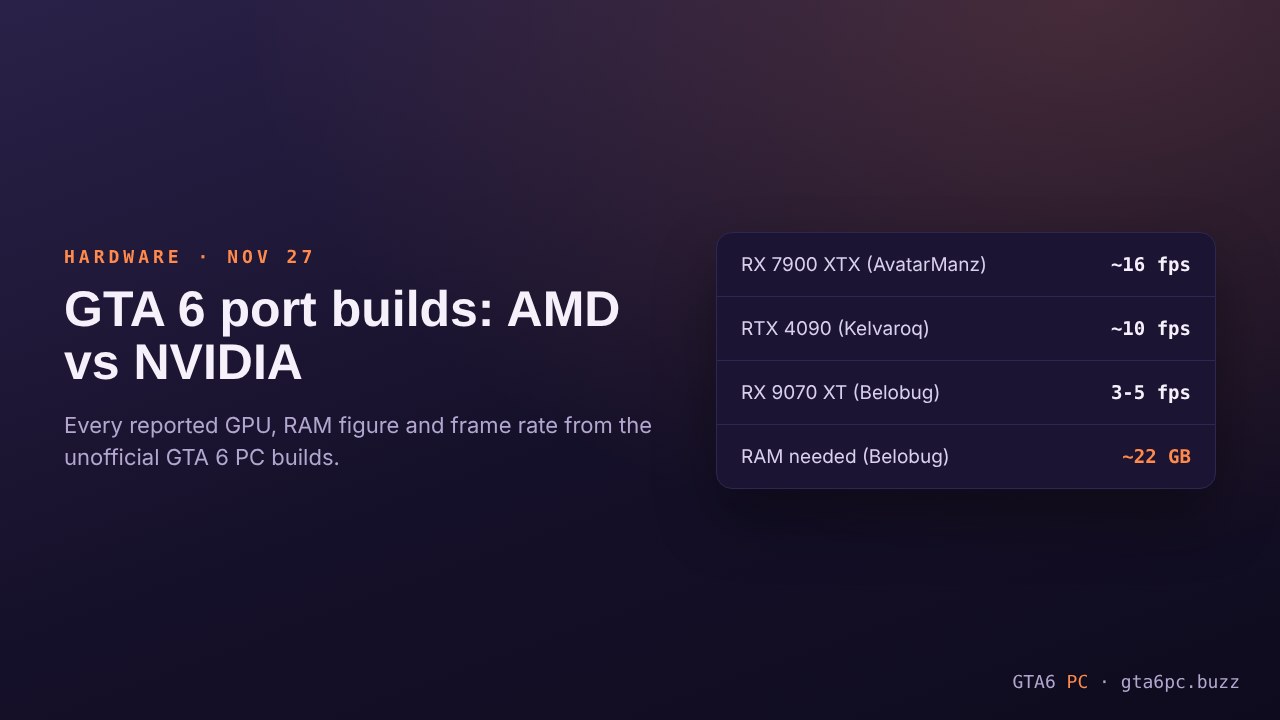 HARDWARE · NOV 27
GTA 6 port builds: AMD
vs NVIDIA
Every reported GPU, RAM figure and frame rate from the
unofficial GTA 6 PC builds.
RX 7900 XTX (AvatarManz) ~16 fps
RTX 4090 (Kelvaroq) ~10 fps
RX 9070 XT (Belobug) 3-5 fps
RAM needed (Belobug) ~22 GB
GTA6 PC · gta6pc.buzz